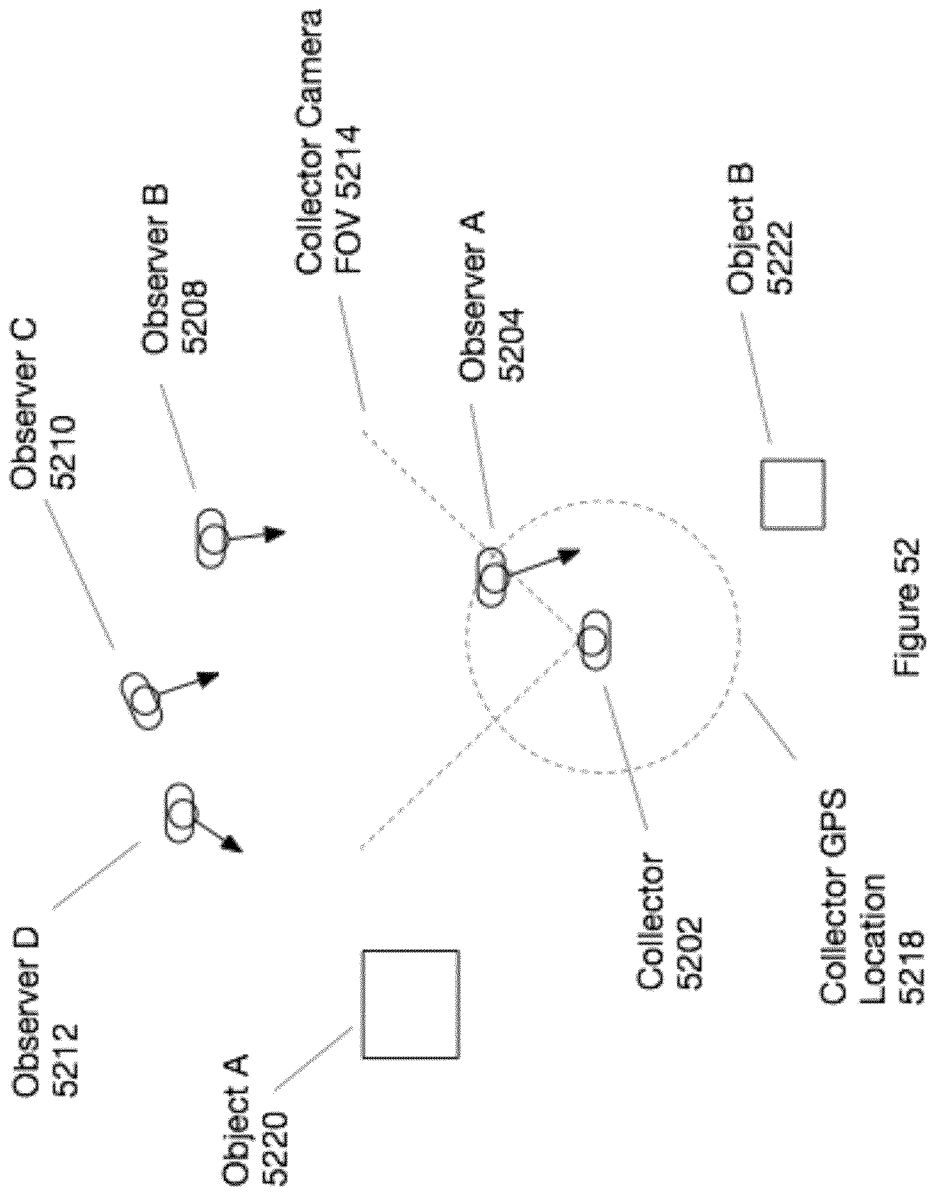 Observer D
5212
Observer C
5210
Observer B
5208
Collector Camera
FOV 5214
Object A
5220
Observer A
5204
Collector
5202
Object B
5222
Collector GPS
Location
5218
Figure 52